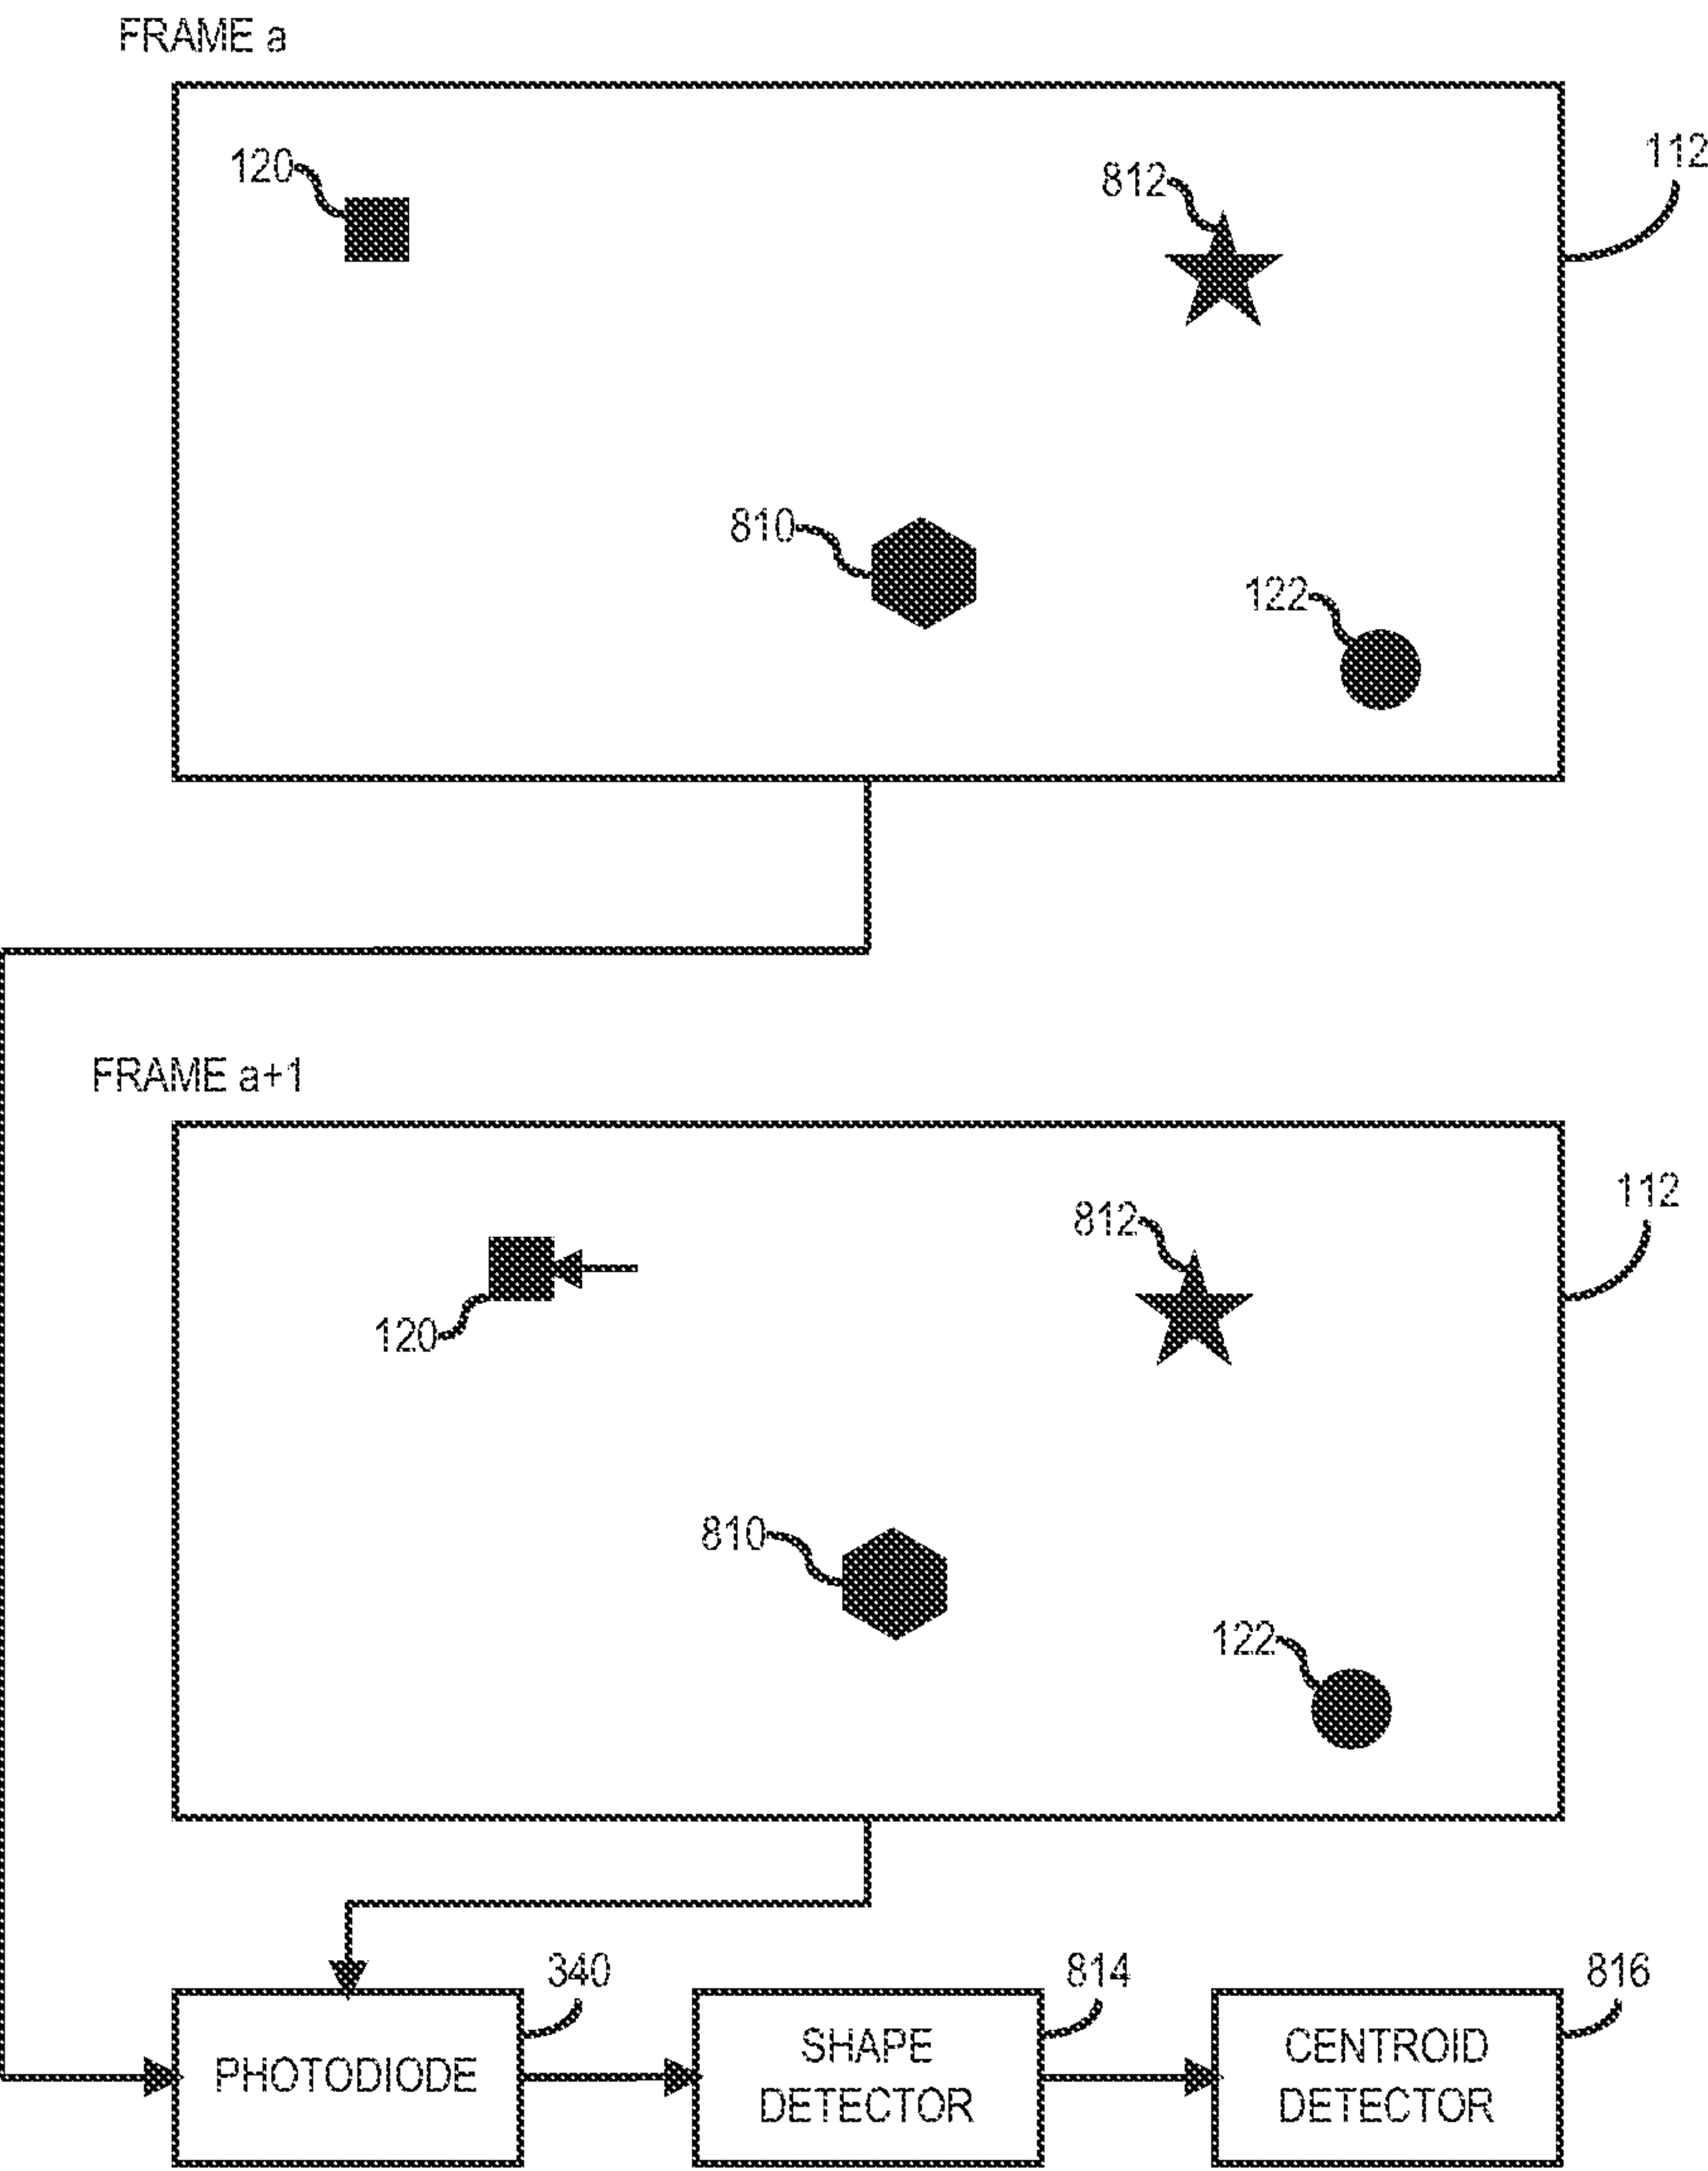 FRAME a
120
812
112
810
122
FRAME a+1
812
112
120
810
122
340
814
816
PHOTODIODE
SHAPE
DETECTOR
CENTROID
DETECTOR